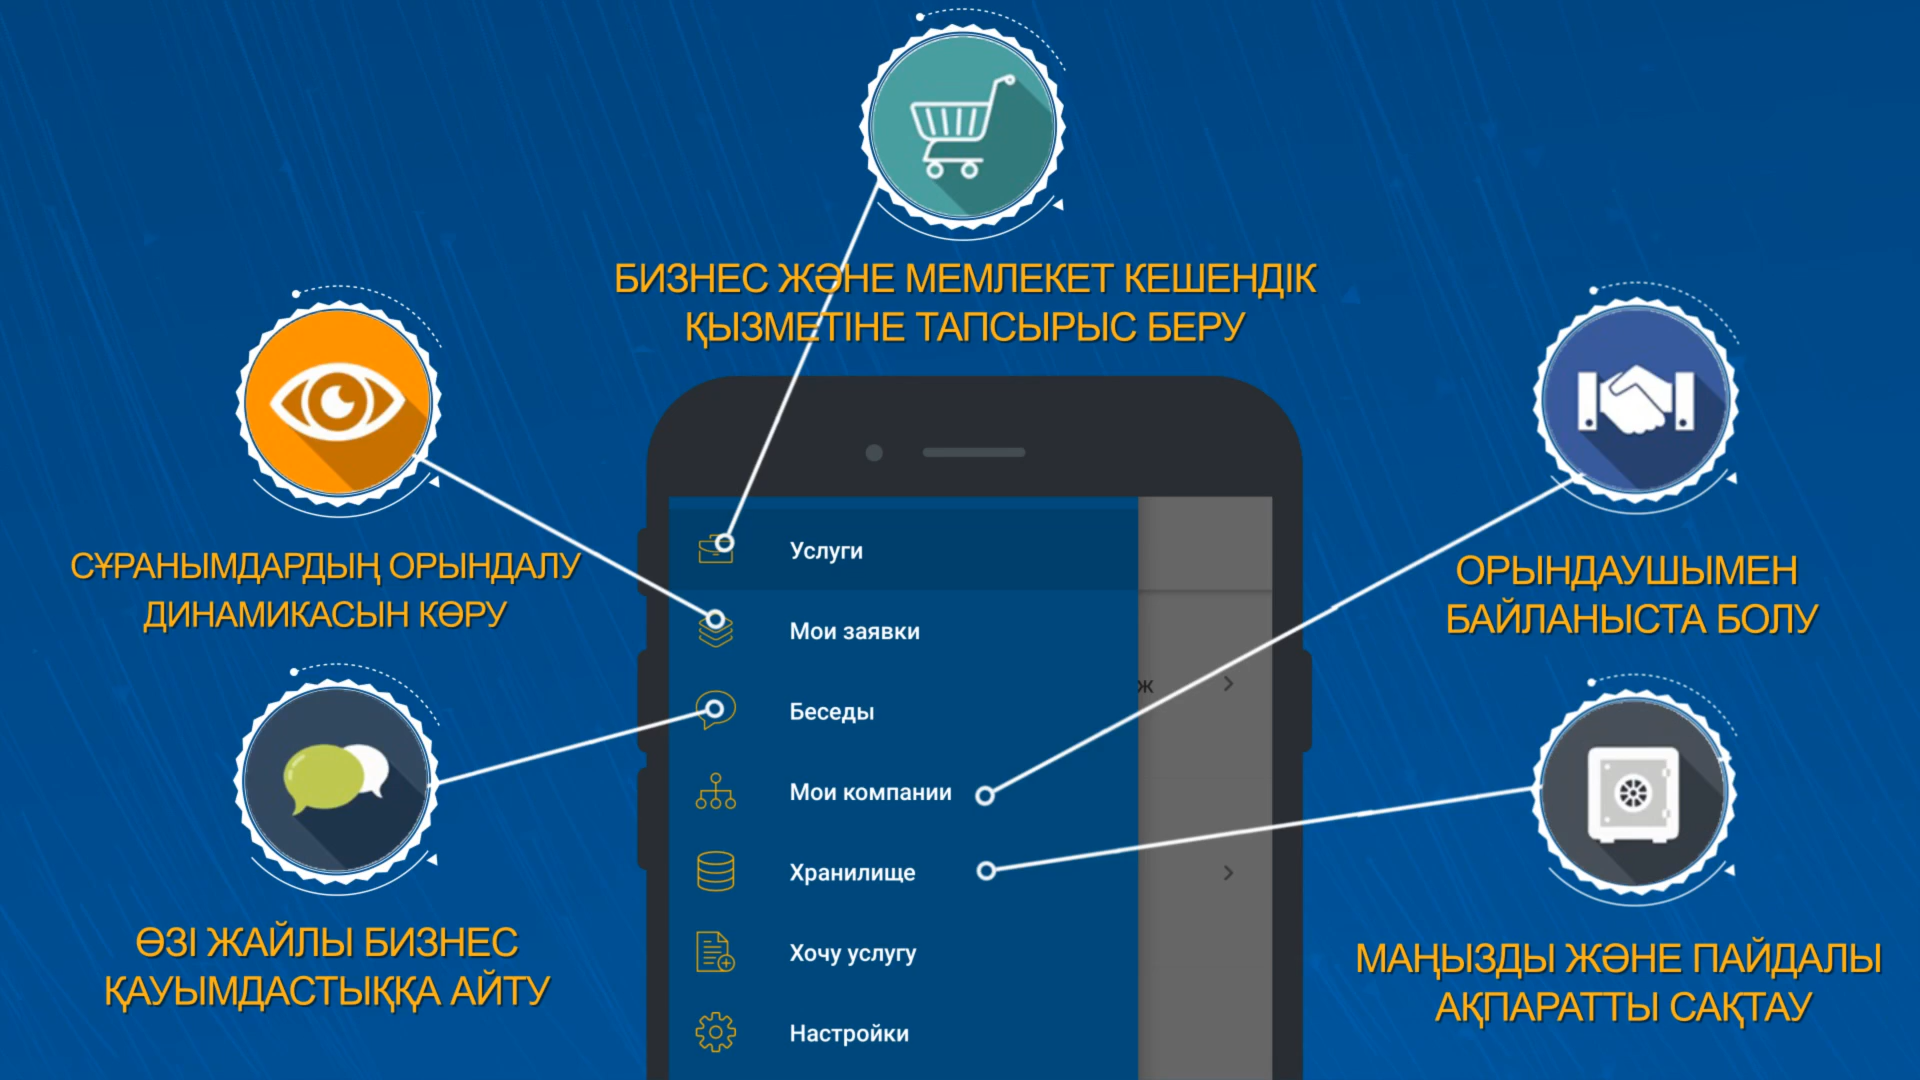 БИЗНЕС ЖӘНЕ МЕМЛЕКЕТ КЕШЕНДІК
ҚЫЗМЕТІНЕ ТАПСЫРЫС БЕРУ
СҰРАНЫМДАРДЫҢ ОРЫНДАЛУ
ДИНАМИКАСЫН КӨРУ
ОРЫНДАУШЫМЕН
БАЙЛАНЫСТА БОЛУ
Услуги
Мои заявки
ж
Беседы
Мои компании
Хранилище
Хочу услугу
Настройки
ӨЗІ ЖАЙЛЫ БИЗНЕС
ҚАУЫМДАСТЫҚҚА АЙТУ
МАҢЫЗДЫ ЖӘНЕ ПАЙДАЛЫ
АҚПАРАТТЫ САҚТАУ